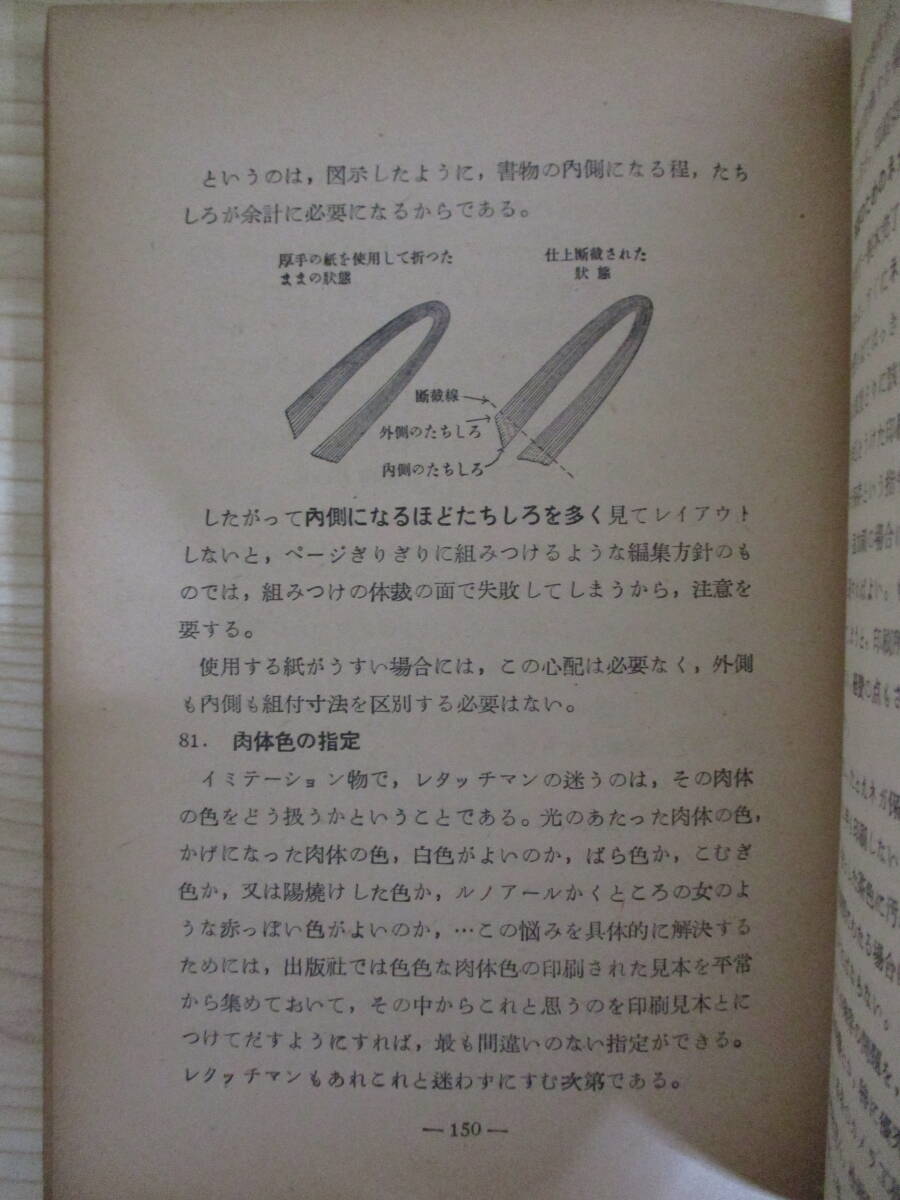 というのは，図示したように，書物の內側になる程，たち
しろが余計に必要になるからである。
厚手の紙を使用して折つた
ままの狀態
仕上断截された
狀態
断截線
外側のたちしろ
內側のたちしろ
したがって內側になるほどたちしろを多く見てレイアウト
しないと，ページぎりぎりに組みつけるような編集方針のも
のでは，組みつけの体裁の面で失敗してしまうから，注意を
要する。
使用する紙がうすい場合には，この心配は必要なく，外側
も內側も組付寸法を区別する必要はない。
81． 肉体色の指定
イミテーション物で，レタッチマンの迷うのは，その肉体
の色をどう扱うかということである。光のあたった肉体の色，
かげになった肉体の色，白色がよいのか，ばら色か，こむぎ
色か，又は陽燒けした色か，ルノアールかくところの女のよ
うな赤っぽい色がよいのか，…この悩みを具体的に解決する
ためには，出版社では色色な肉体色の印刷された見本を平常
から集めておいて，その中からこれと思うのを印刷見本とに
つけてだすようにすれば，最も間違いのない指定ができる。
レタッチマンもあれこれと迷わずにすむ次第である。
— 150 —